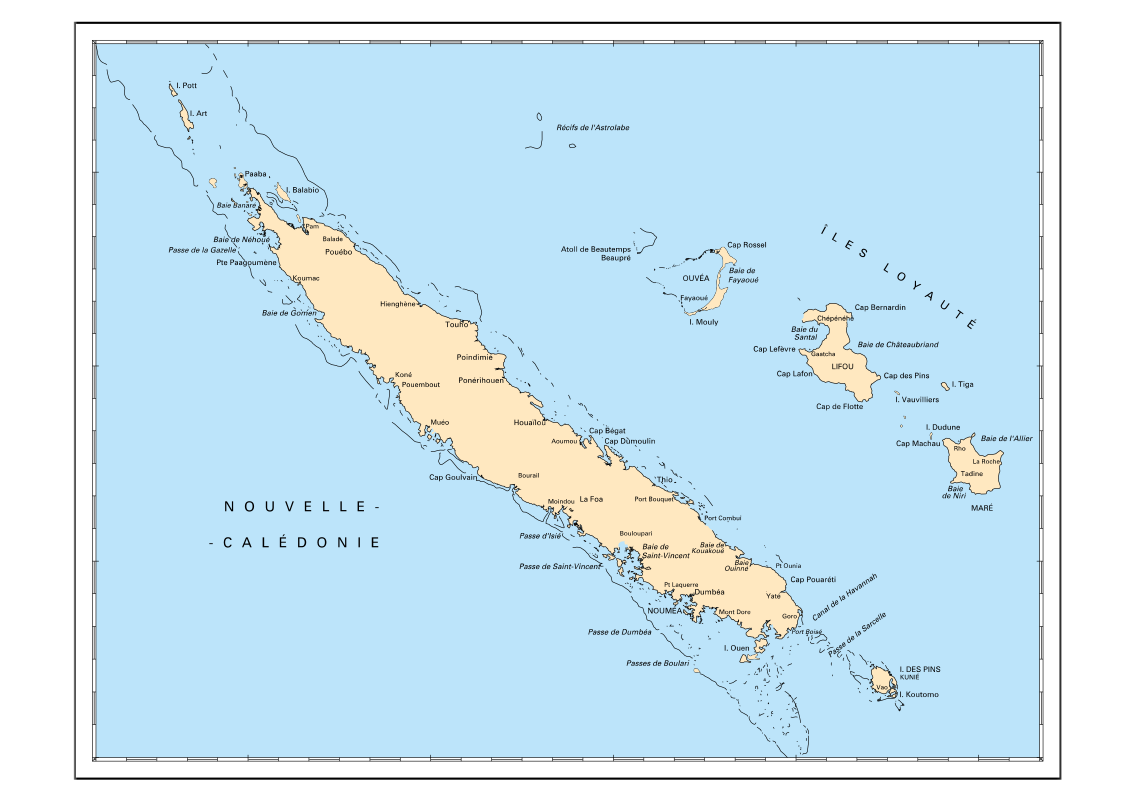 I. Pott
I. Art
Récifs de l'Astrolabe
Paaba
I. Balabio
Baie Banare
Pam
Balade
Baie de Néhoué
Passe de la Gazelle
Pouébo
Pte Paagoumène
Koumac
Hienghène
Baie de Gomen
Touho
Poindimié
Koné
Pouembout
Ponérihouen
Muéo
Houaïlou
Aoumou
Cap Bégat
Cap Dùmoulin
Cap Goulvain
Bourail
Thio
Moindou
La Foa
Port Bouquet
Port Combui
Passe d'Isié
Bouloupari
Baie de
Saint-Vincent
Baie de
Kouakoué
Baie
Ouinné
Passe de Saint-Vincent
Pt Ounia
Cap Pouaréti
Pt Laquerre
Dumbéa
Yaté
NOUMÉA
Mont Dore
Goro
Canal de la Havannah
Port Boisé
Passe de la Sarcelle
Passe de Dumbéa
I. Ouen
Passes de Boulari
I. DES PINS
KUNIÉ
Vao
I. Koutomo
ÎLES LOYAUTÉ
Atoll de Beautemps
Beaupré
Cap Rossel
OUVÉA
Baie de
Fayaoué
Fayaoué
I. Mouly
Cap Bernardin
Chépénéhé
Baie du
Santal
Baie de Châteaubriand
Cap Lefèvre
Gaatcha
LIFOU
Cap Lafon
Cap des Pins
Cap de Flotte
I. Tiga
I. Vauvilliers
I. Dudune
Cap Machau
Baie de l'Allier
Rho
La Roche
Tadine
Baie
de Niri
MARÉ
NOUVELLE-
-CALÉDONIE